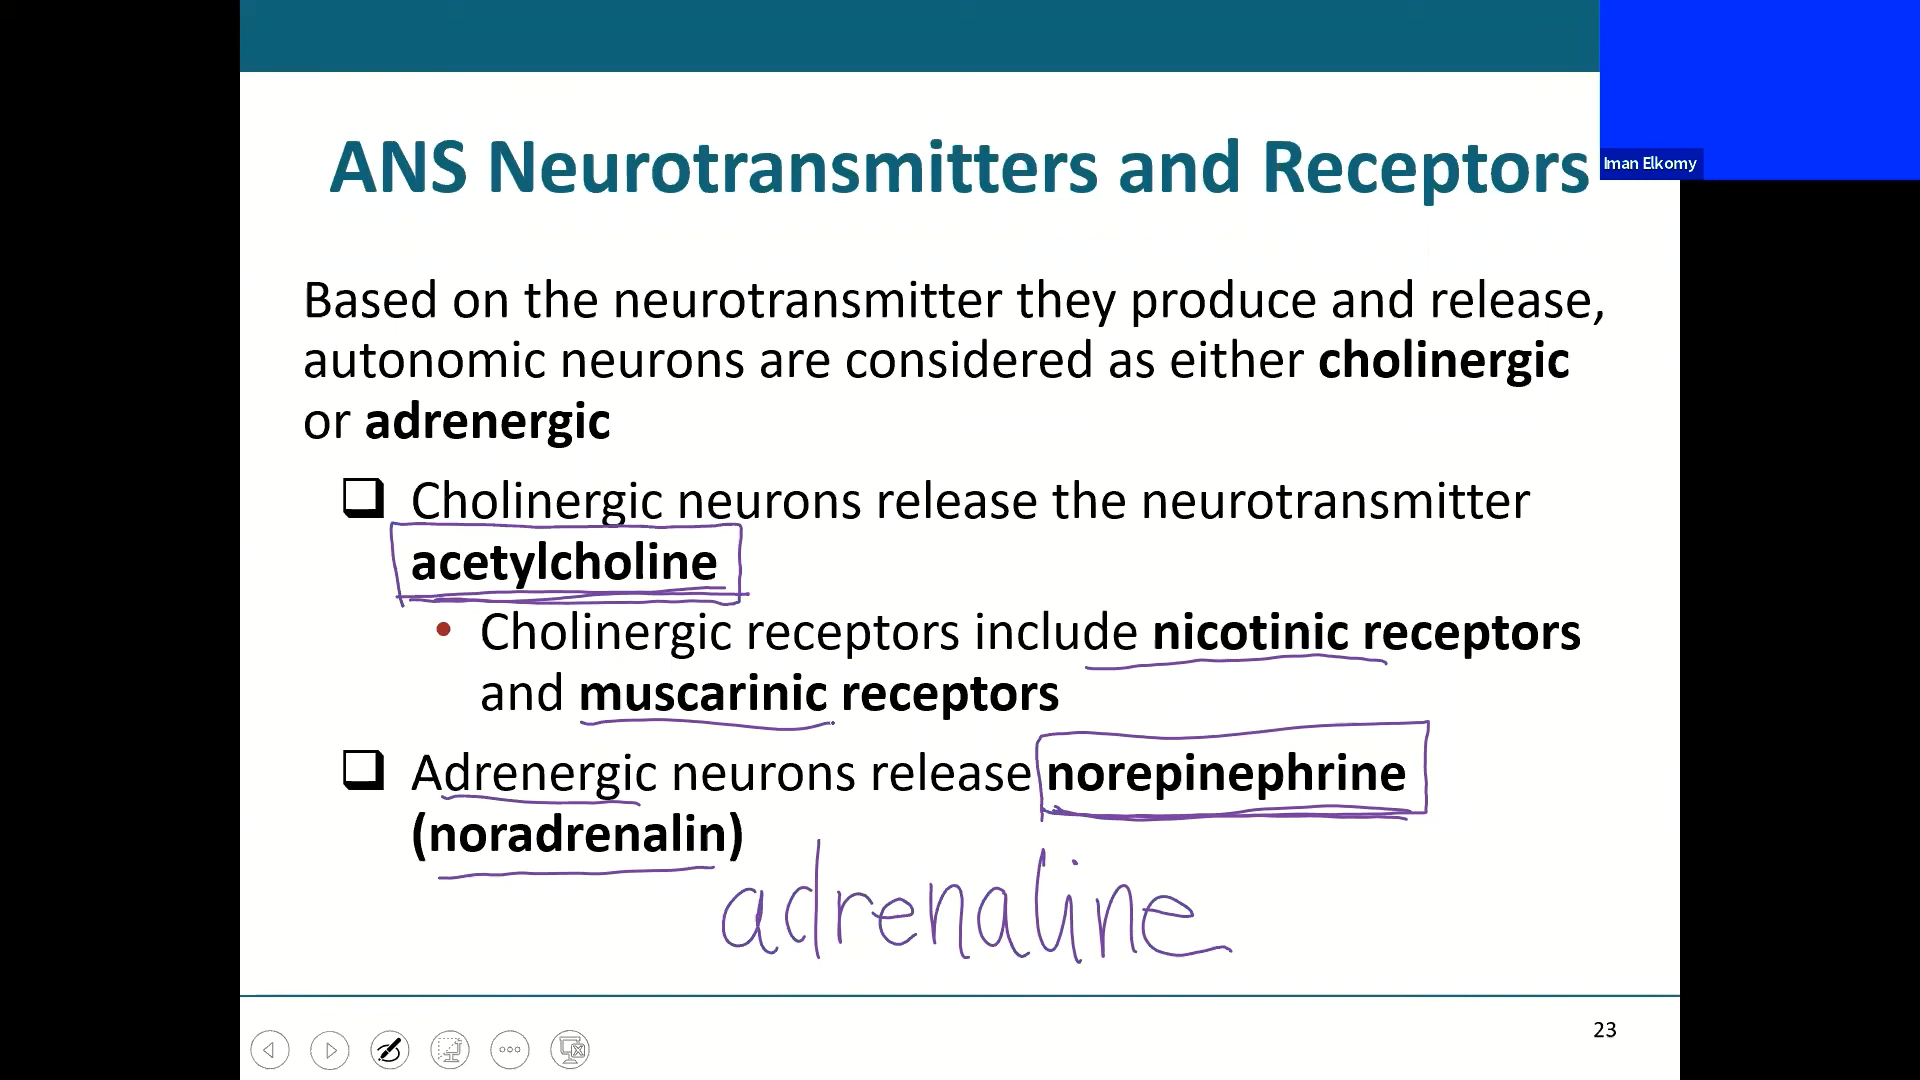 ANS Neurotransmitters and Receptors
Iman Elkomy
Based on the neurotransmitter they produce and release,
autonomic neurons are considered as either cholinergic
or adrenergic
❑ Cholinergic neurons release the neurotransmitter
acetylcholine
• Cholinergic receptors include nicotinic receptors
and muscarinic receptors
❑ Adrenergic neurons release norepinephrine
(noradrenalin)
adrenaline
23